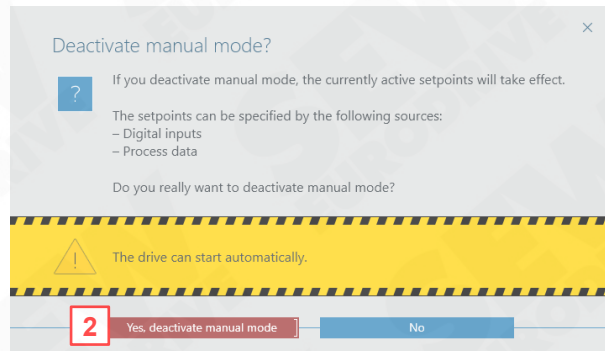 Deactivate manual mode?
?
If you deactivate manual mode, the currently active setpoints will take effect.
The setpoints can be specified by the following sources:
– Digital inputs
– Process data
Do you really want to deactivate manual mode?
!
The drive can start automatically.
2
Yes, deactivate manual mode
No
SEW
EURODRIVE